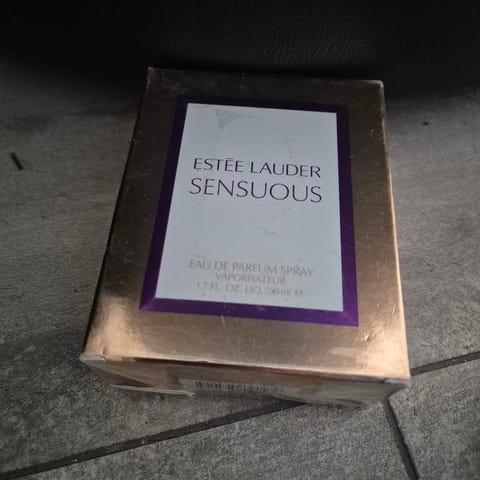 ESTĒE LAUDER
SENSUOUS
EAU DE PARFUM SPRAY
VAPORISATEUR
1.7 FL. OZ. LIQ./50 ml ℮